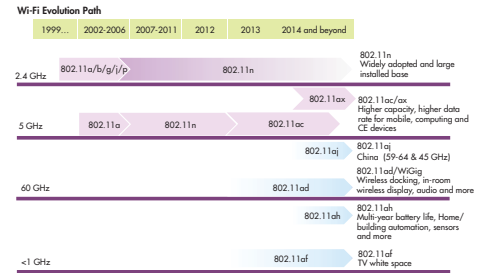 Wi-Fi Evolution Path
1999... 2002-2006 2007-2011 2012 2013 2014 and beyond
2.4 GHz
802.11a/b/g/j/p
802.11n
802.11n
Widely adopted and large
installed base
5 GHz
802.11a
802.11n
802.11ac
802.11ax
802.11ac/ax
Higher capacity, higher data
rate for mobile, computing and
CE devices
60 GHz
802.11aj
802.11aj
China (59-64 & 45 GHz)
802.11ad
802.11ad/WiGig
Wireless docking, in-room
wireless display, audio and more
<1 GHz
802.11ah
802.11ah
Multi-year battery life, Home/
building automation, sensors
and more
802.11af
802.11af
TV white space